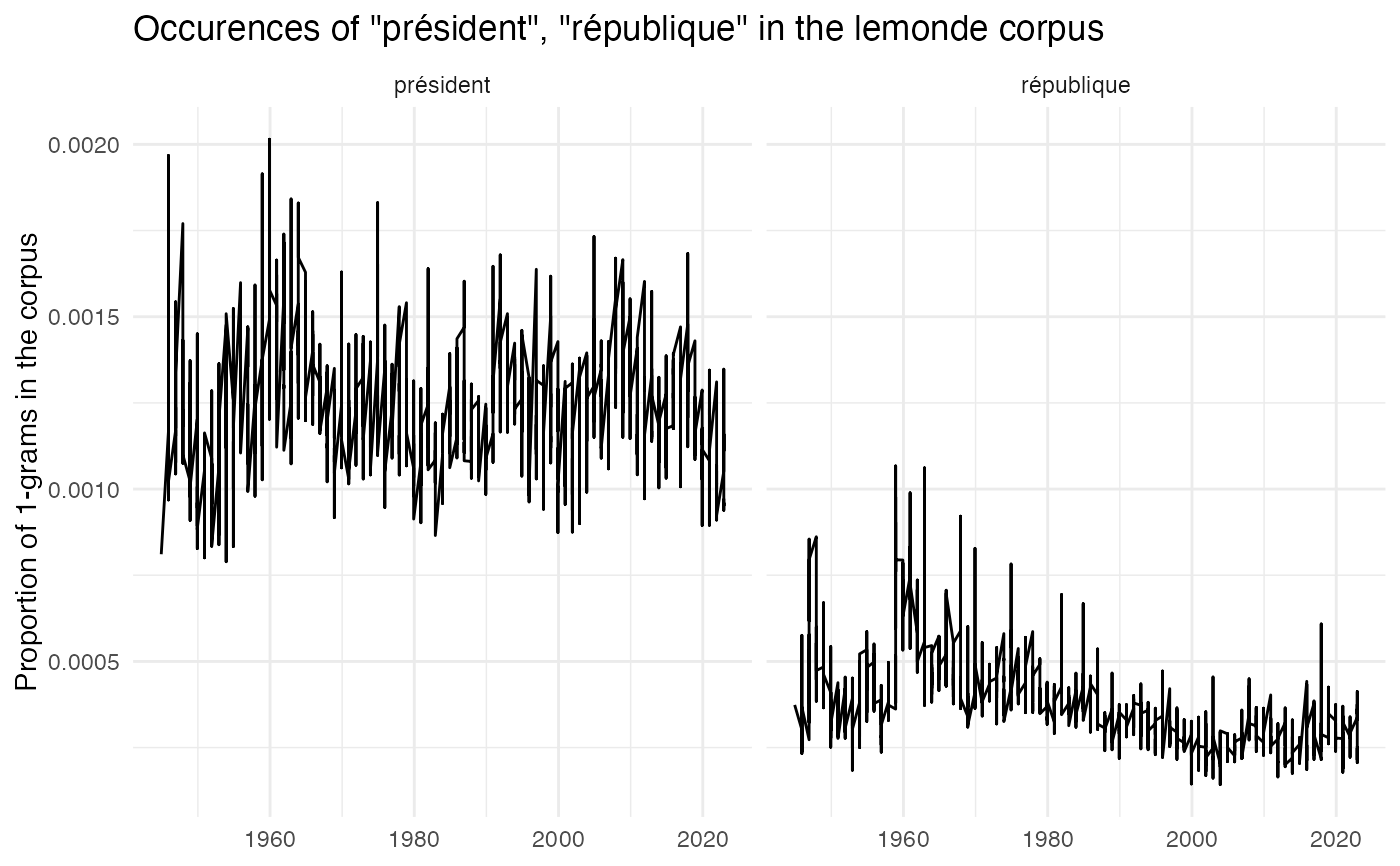 Occurences of "président", "république" in the lemonde corpus
président
république
Proportion of 1-grams in the corpus
0.0020
0.0015
0.0010
0.0005
1960 1980 2000 2020
1960 1980 2000 2020